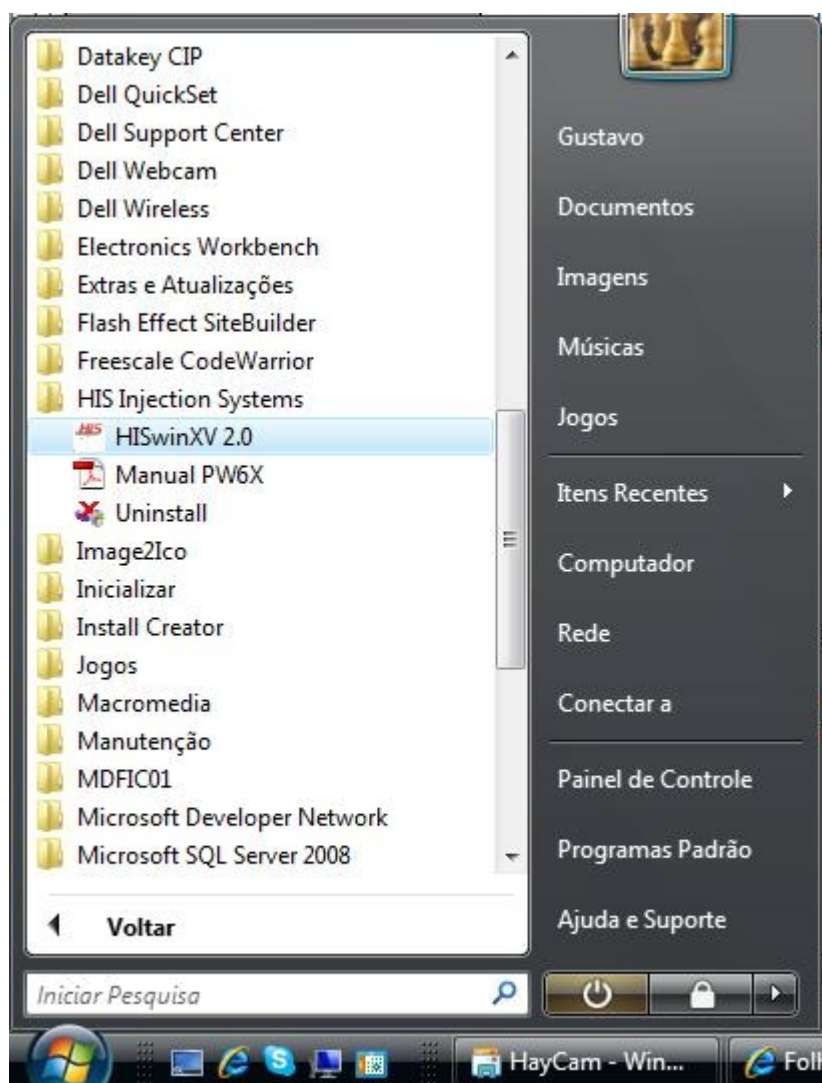 Datakey CIP
Dell QuickSet
Dell Support Center
Dell Webcam
Dell Wireless
Electronics Workbench
Extras e Atualizações
Flash Effect SiteBuilder
Freescale CodeWarrior
HIS Injection Systems
HIS HISwinXV 2.0
Manual PW6X
Uninstall
Image2Ico
Inicializar
Install Creator
Jogos
Macromedia
Manutenção
MDFIC01
Microsoft Developer Network
Microsoft SQL Server 2008
Voltar
Iniciar Pesquisa
Gustavo
Documentos
Imagens
Músicas
Jogos
Itens Recentes
Computador
Rede
Conectar a
Painel de Controle
Programas Padrão
Ajuda e Suporte
HayCam - Win...
Folh